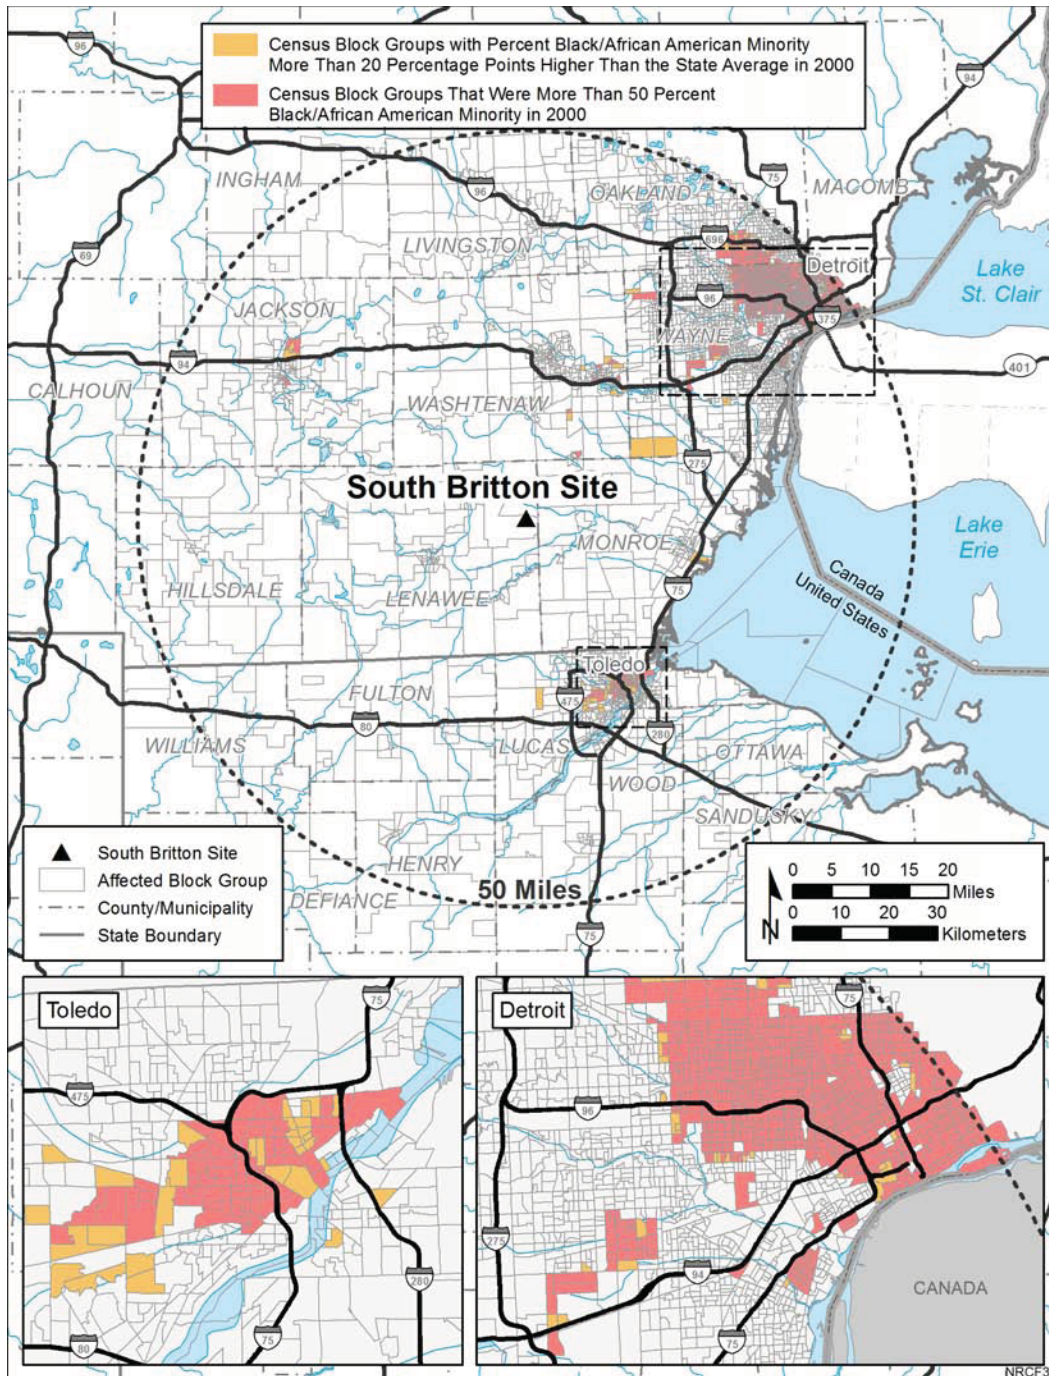 Census Block Groups with Percent Black/African American Minority
More Than 20 Percentage Points Higher Than the State Average in 2000
Census Block Groups That Were More Than 50 Percent
Black/African American Minority in 2000
96
94
75
INGHAM
OAKLAND
MACOMB
96
69
LIVINGSTON
696
Detroit
Lake
St. Clair
JACKSON
96
375
WAYNE
94
401
CALHOUN
WASHTENAW
275
South Britton Site
Lake
Erie
MONROE
Canada
United States
HILLSDALE
LENAWEE
75
Toledo
FULTON
475
80
280
WILLIAMS
LUCAS
OTTAWA
WOOD
SANDUSKY
HENRY
50 Miles
DEFIANCE
75
South Britton Site
Affected Block Group
County/Municipality
State Boundary
0 5 10 15 20
Miles
0 10 20 30
Kilometers
N
Toledo
75
475
280
75
80
Detroit
75
96
275
94
75
CANADA
NRCF3